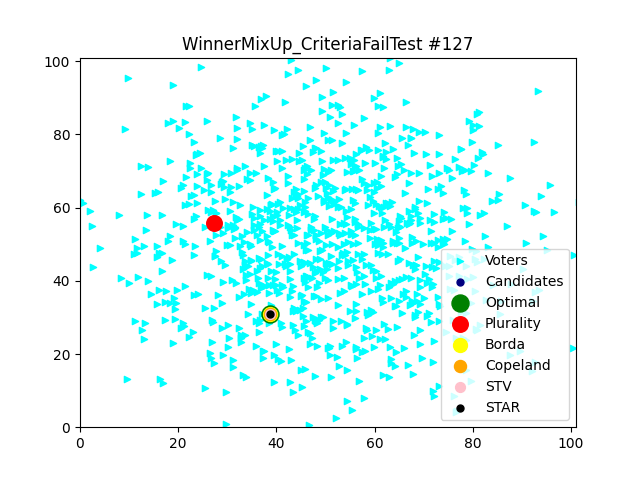 WinnerMixUp_CriteriaFailTest #127
100
80
60
40
20
0
0 20 40 60 80 100
Voters
Candidates
Optimal
Plurality
Borda
Copeland
STV
STAR